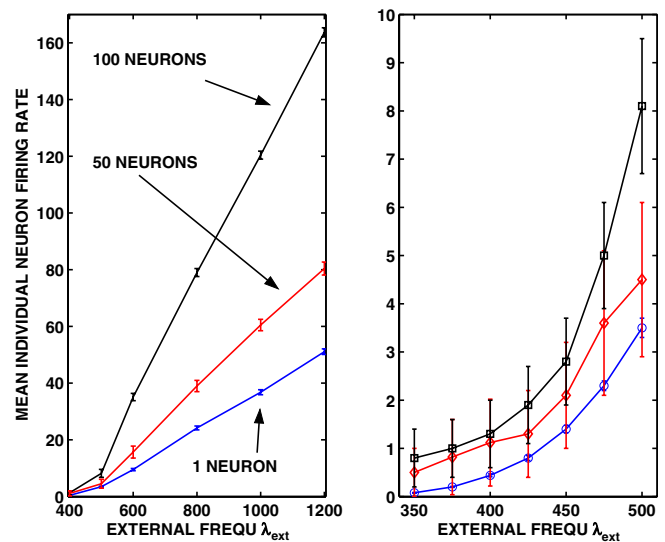 MEAN INDIVIDUAL NEURON FIRING RATE
160
140
120
100
80
60
40
20
0
100 NEURONS
50 NEURONS
1 NEURON
400 600 800 1000 1200
EXTERNAL FREQU λext
10
9
8
7
6
5
4
3
2
1
0
350 400 450 500
EXTERNAL FREQU λext